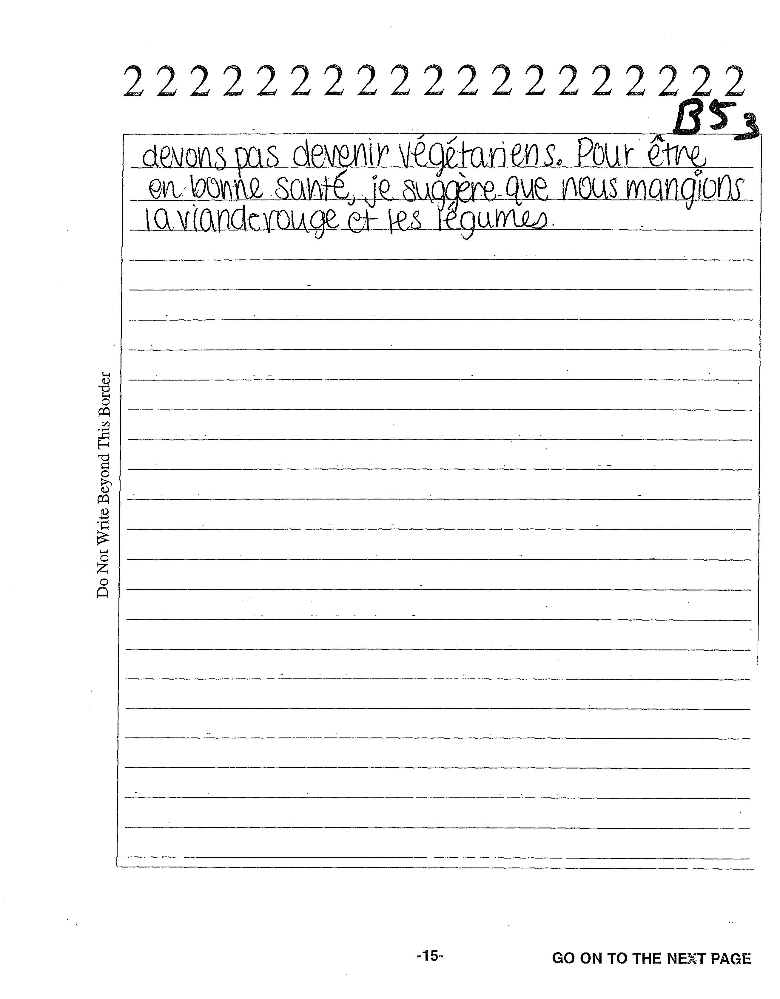 2 2 2 2 2 2 2 2 2 2 2 2 2 2 2 2 2 2 2
B5 3
devons pas devenir végétariens. Pour être
en bonne santé, je suggère que nous mangions
la viande rouge et les légumes.
Do Not Write Beyond This Border
-15-
GO ON TO THE NEXT PAGE